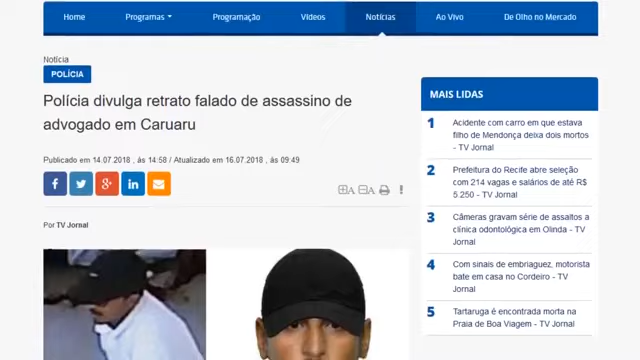 Home Programas Programação Vídeos Notícias Ao Vivo De Olho no Mercado
Notícia
POLÍCIA
Polícia divulga retrato falado de assassino de
advogado em Caruaru
Publicado em 14.07.2018 , às 14:58 / Atualizado em 16.07.2018 , às 09:49
A A
Por TV Jornal
MAIS LIDAS
1 Acidente com carro em que estava
filho de Mendonça deixa dois mortos
- TV Jornal
2 Prefeitura do Recife abre seleção
com 214 vagas e salários de até R$
5.250 - TV Jornal
3 Câmeras gravam série de assaltos a
clínica odontológica em Olinda - TV
Jornal
4 Com sinais de embriaguez, motorista
bate em casa no Cordeiro - TV
Jornal
5 Tartaruga é encontrada morta na
Praia de Boa Viagem - TV Jornal